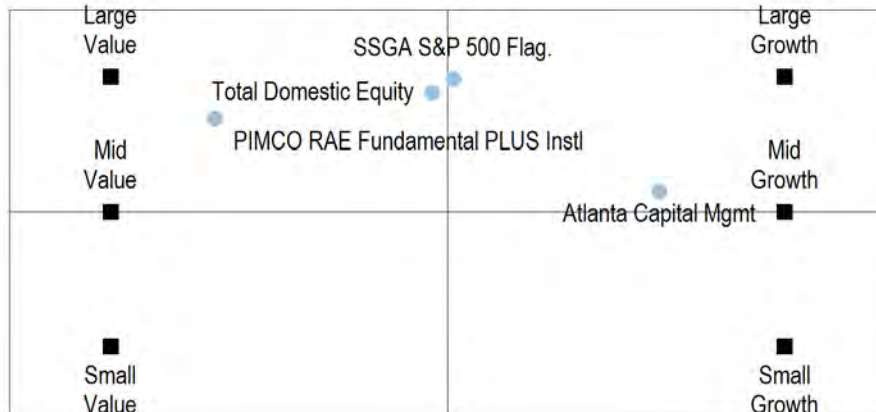 Large
Value
Large
Growth
SSGA S&P 500 Flag.
Total Domestic Equity
PIMCO RAE Fundamental PLUS Instl
Mid
Value
Mid
Growth
Atlanta Capital Mgmt
Small
Value
Small
Growth